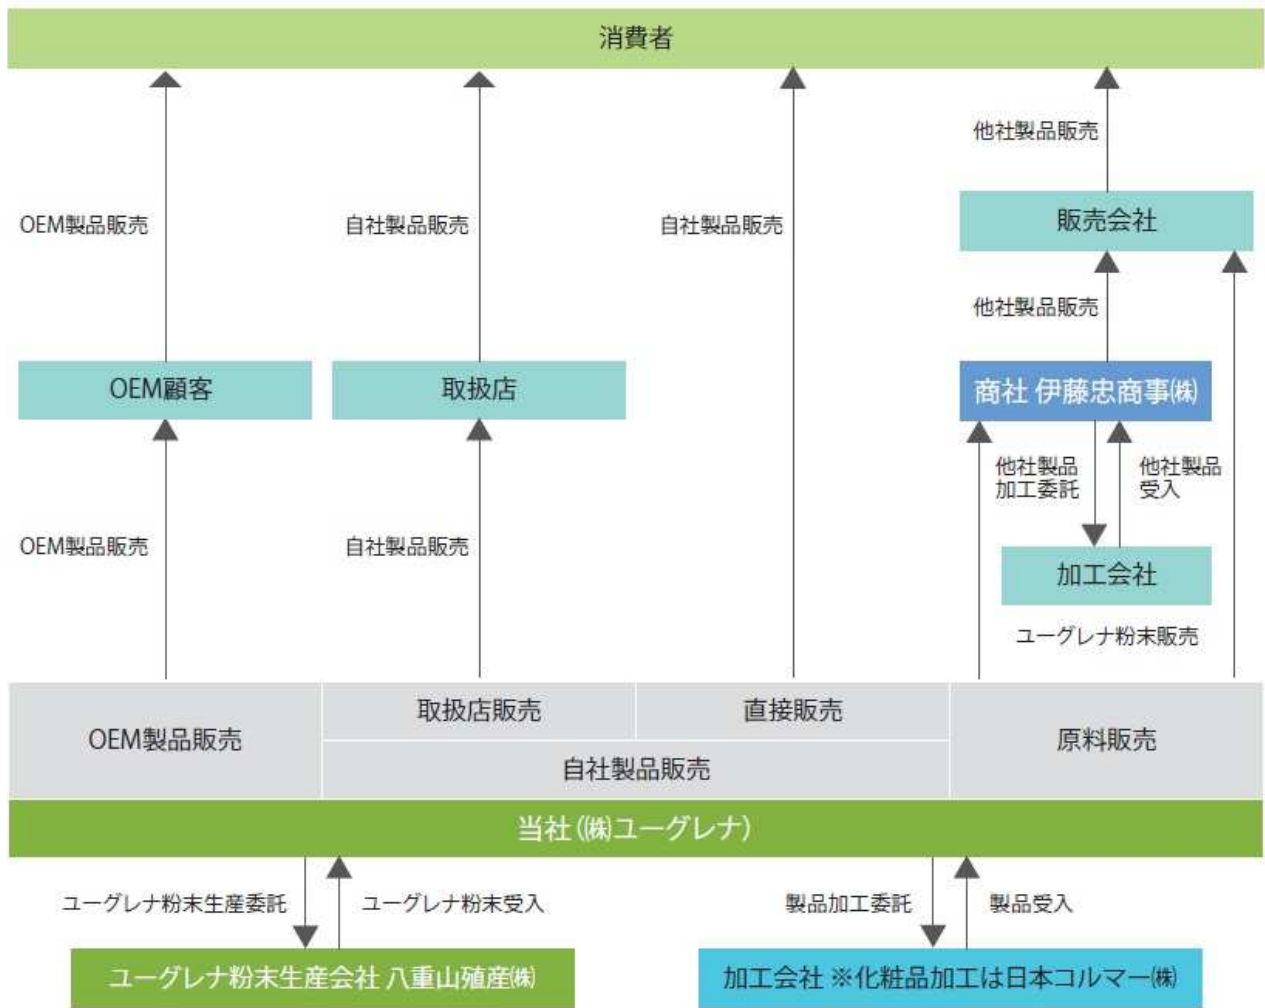 消費者
他社製品販売
販売会社
OEM製品販売
自社製品販売
自社製品販売
他社製品販売
OEM顧客
取扱店
商社 伊藤忠商事㈱
他社製品
加工委託
他社製品
受入
OEM製品販売
自社製品販売
加工会社
ユーグレナ粉末販売
OEM製品販売
取扱店販売
直接販売
自社製品販売
原料販売
当社(㈱ユーグレナ)
ユーグレナ粉末生産委託
ユーグレナ粉末受入
製品加工委託
製品受入
ユーグレナ粉末生産会社 八重山殖産㈱
加工会社 ※化粧品加工は日本コルマー㈱